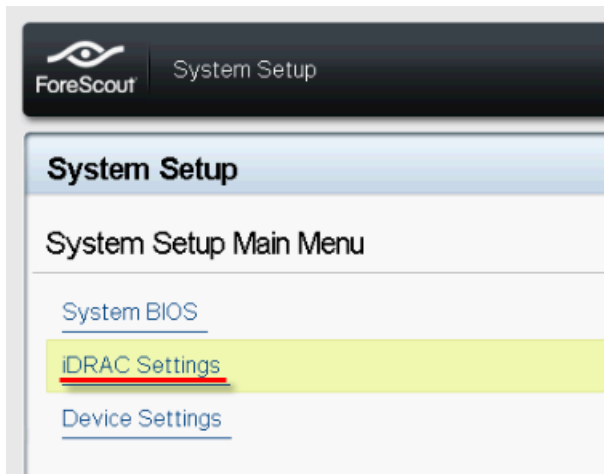 ForeScout
System Setup
System Setup
System Setup Main Menu
System BIOS
iDRAC Settings
Device Settings